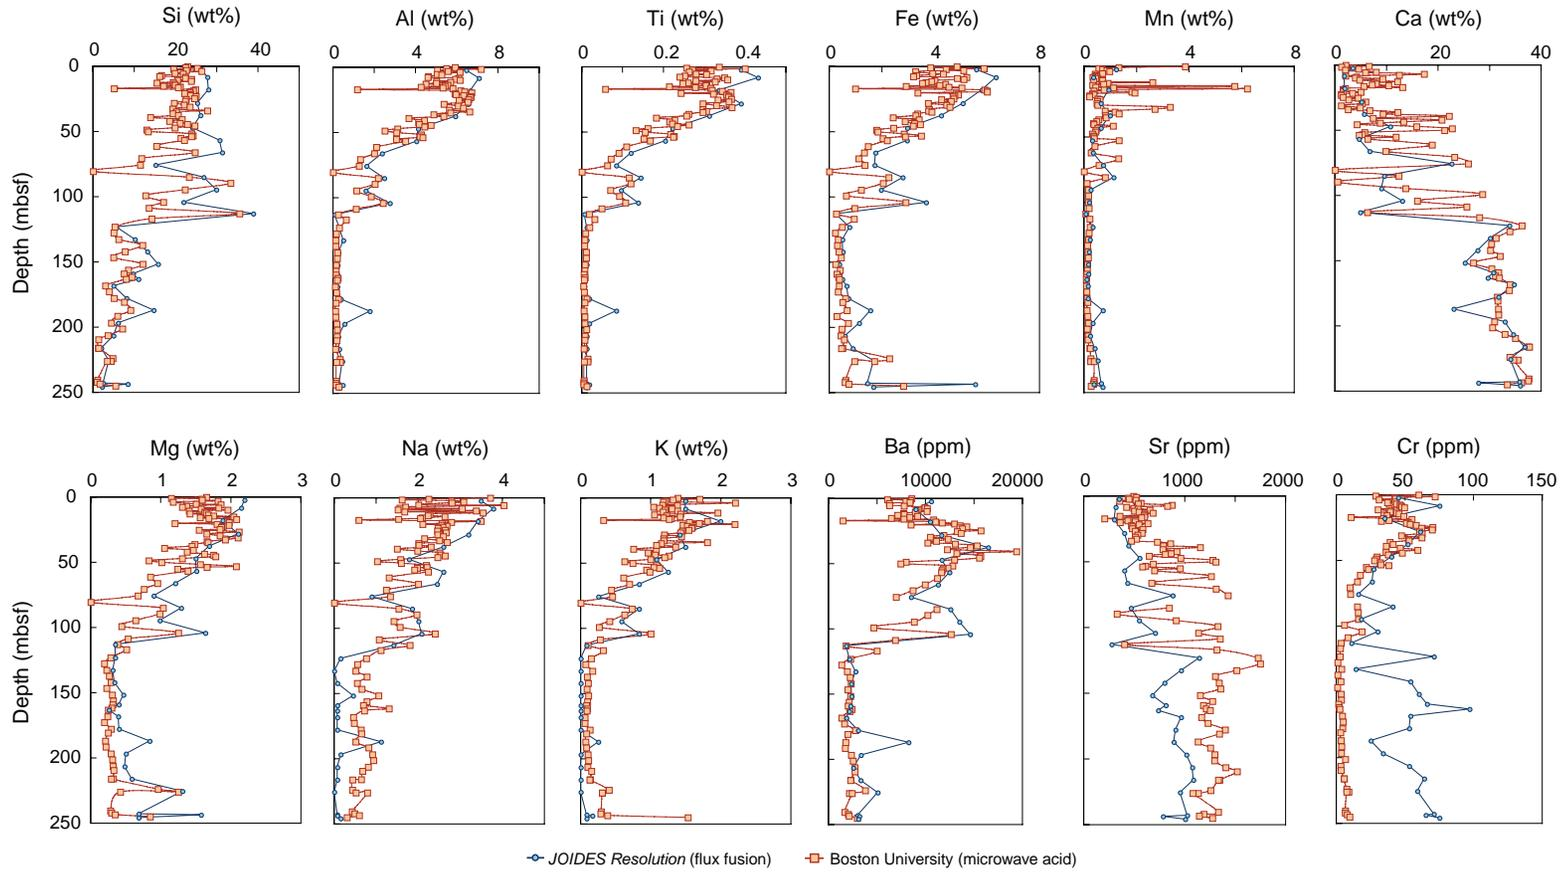 Si (wt%) Al (wt%) Ti (wt%) Fe (wt%) Mn (wt%) Ca (wt%)
0 20 40 0 4 8 0 0.2 0.4 0 4 8 0 4 8 0 20 40
0
50
100
150
200
250
Depth (mbsf)
Mg (wt%) Na (wt%) K (wt%) Ba (ppm) Sr (ppm) Cr (ppm)
0 1 2 3 0 2 4 0 1 2 3 0 10000 20000 0 1000 2000 0 50 100 150
0
50
100
150
200
250
Depth (mbsf)
JOIDES Resolution (flux fusion) Boston University (microwave acid)